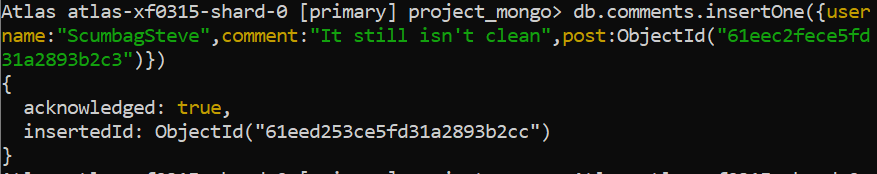 Atlas atlas-xf0315-shard-0 [primary] project_mongo> db.comments.insertOne({user
name:"ScumbagSteve",comment:"It still isn't clean",post:ObjectId("61eec2fece5fd
31a2893b2c3")})
{
  acknowledged: true,
  insertedId: ObjectId("61eed253ce5fd31a2893b2cc")
}